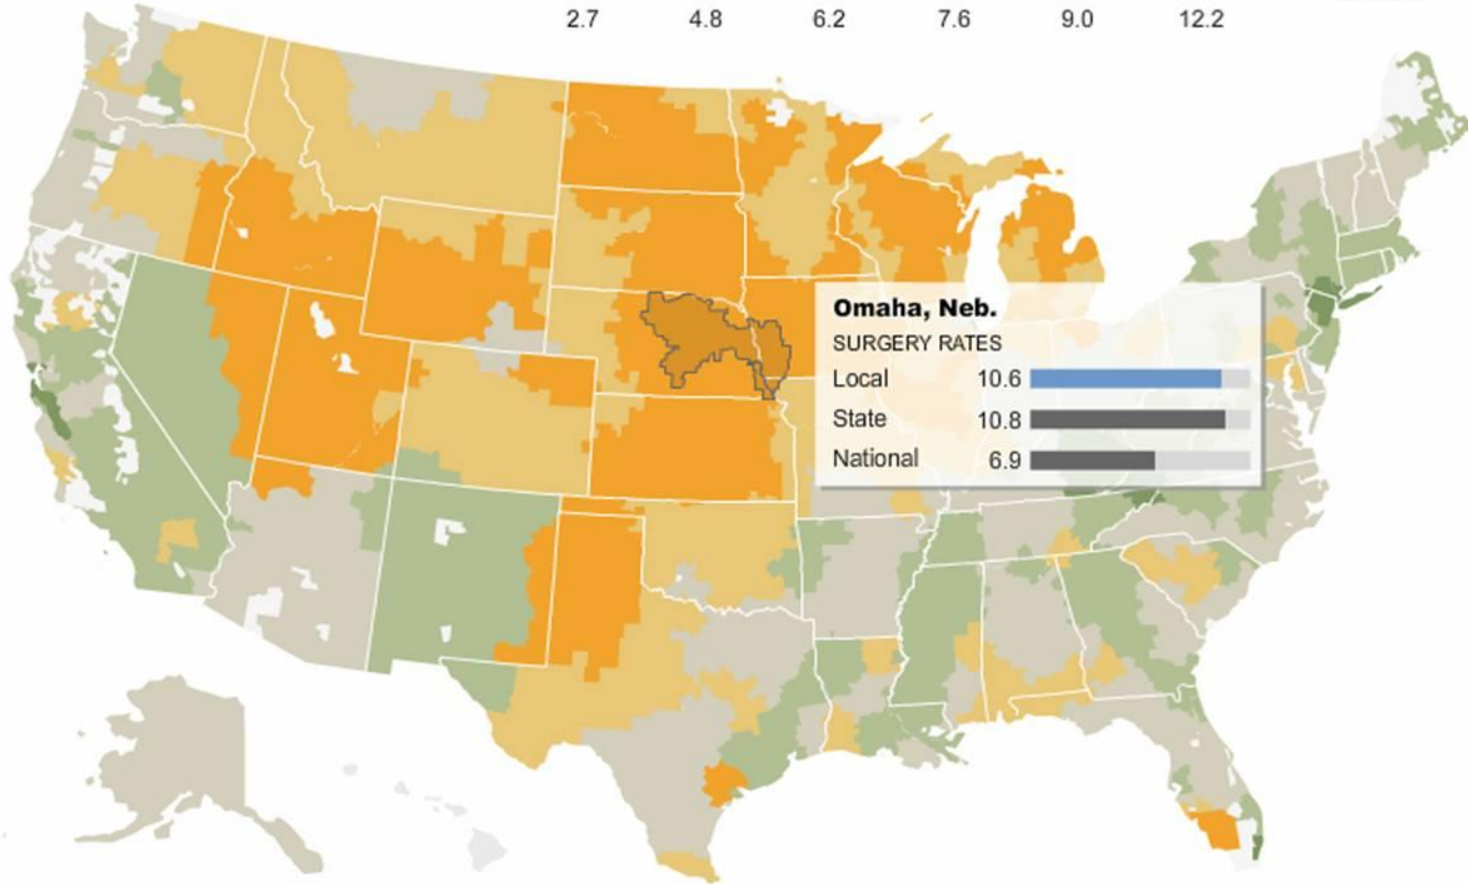 2.7 4.8 6.2 7.6 9.0 12.2
Omaha, Neb.
SURGERY RATES
Local 10.6
State 10.8
National 6.9